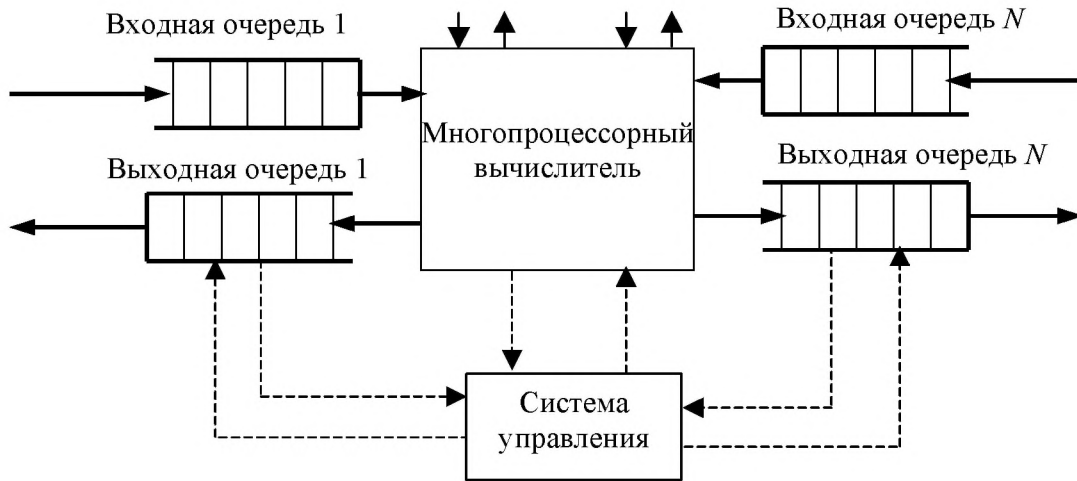 Входная очередь 1
Входная очередь N
Многопроцессорный
вычислитель
Выходная очередь 1
Выходная очередь N
Система
управления